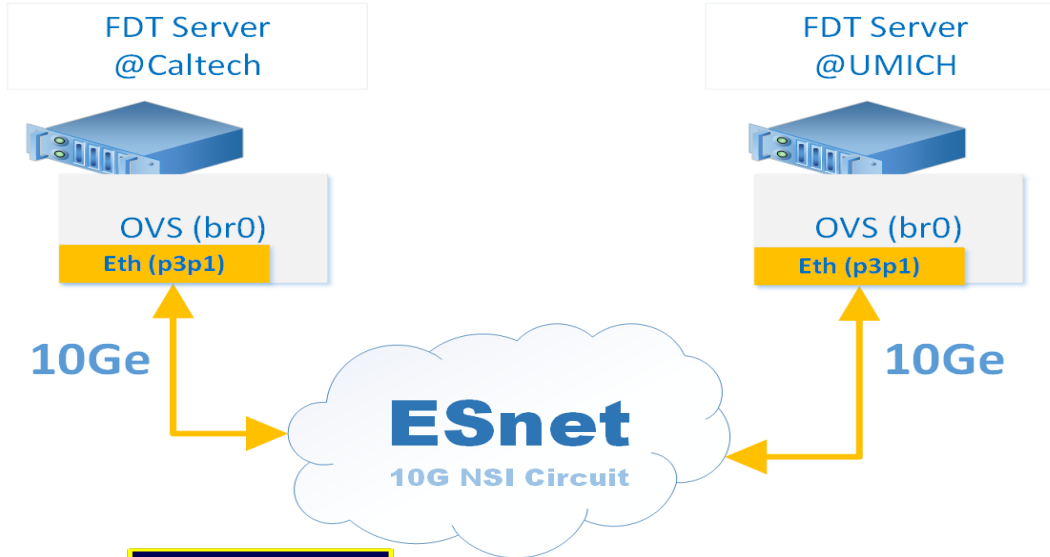 FDT Server
@Caltech
FDT Server
@UMICH
OVS (br0)
Eth (p3p1)
OVS (br0)
Eth (p3p1)
10Ge
10Ge
ESnet
10G NSI Circuit